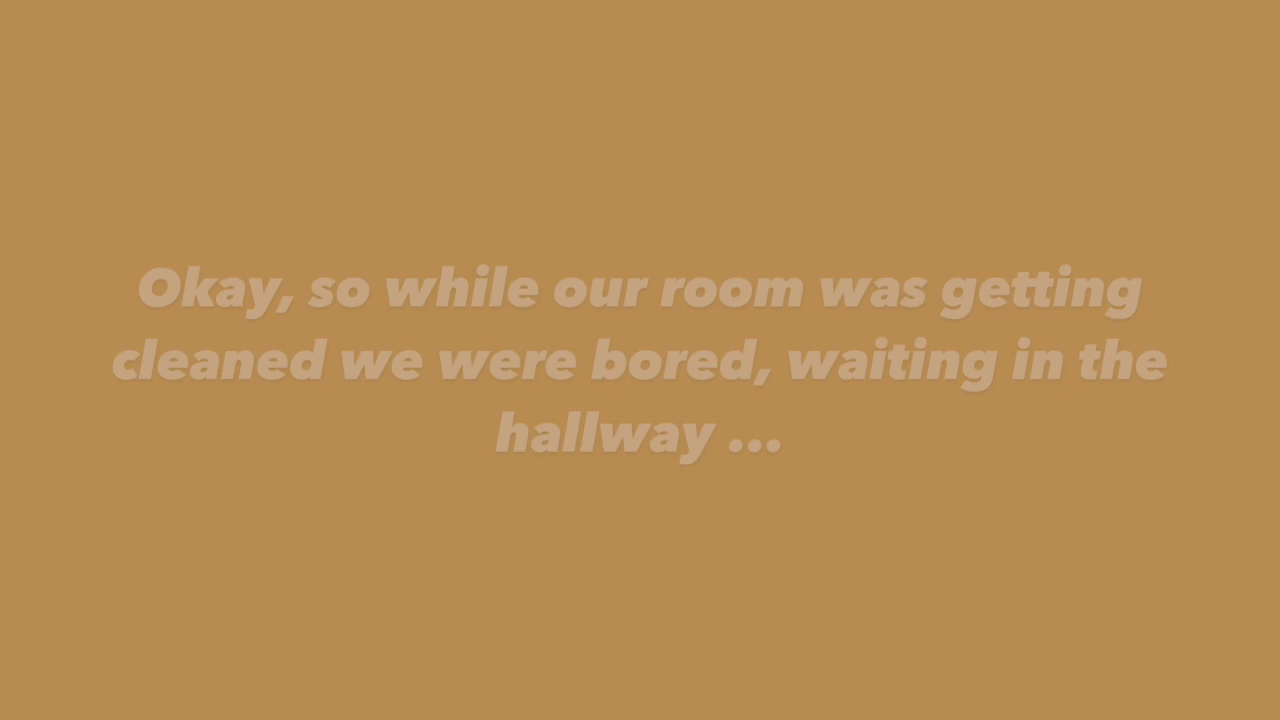 Okay, so while our room was getting
cleaned we were bored, waiting in the
hallway ...